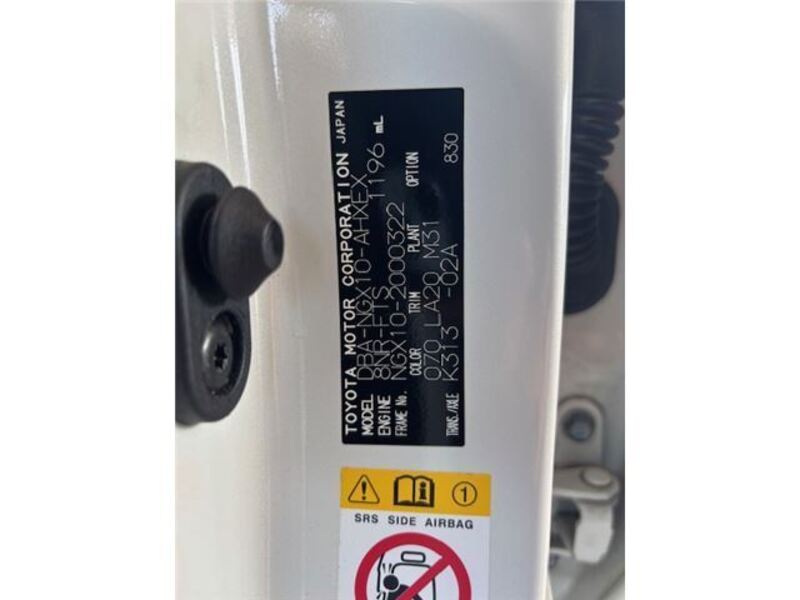 TOYOTA MOTOR CORPORATION JAPAN
MODEL DBA-NGX10-AHXEX
ENGINE 8NR-FTS 1196 mL
FRAME No. NGX10-2000322
COLOR TRIM PLANT OPTION
070 LA20 M31
TRANS./AXLE K313 -02A 830
1
SRS SIDE AIRBAG